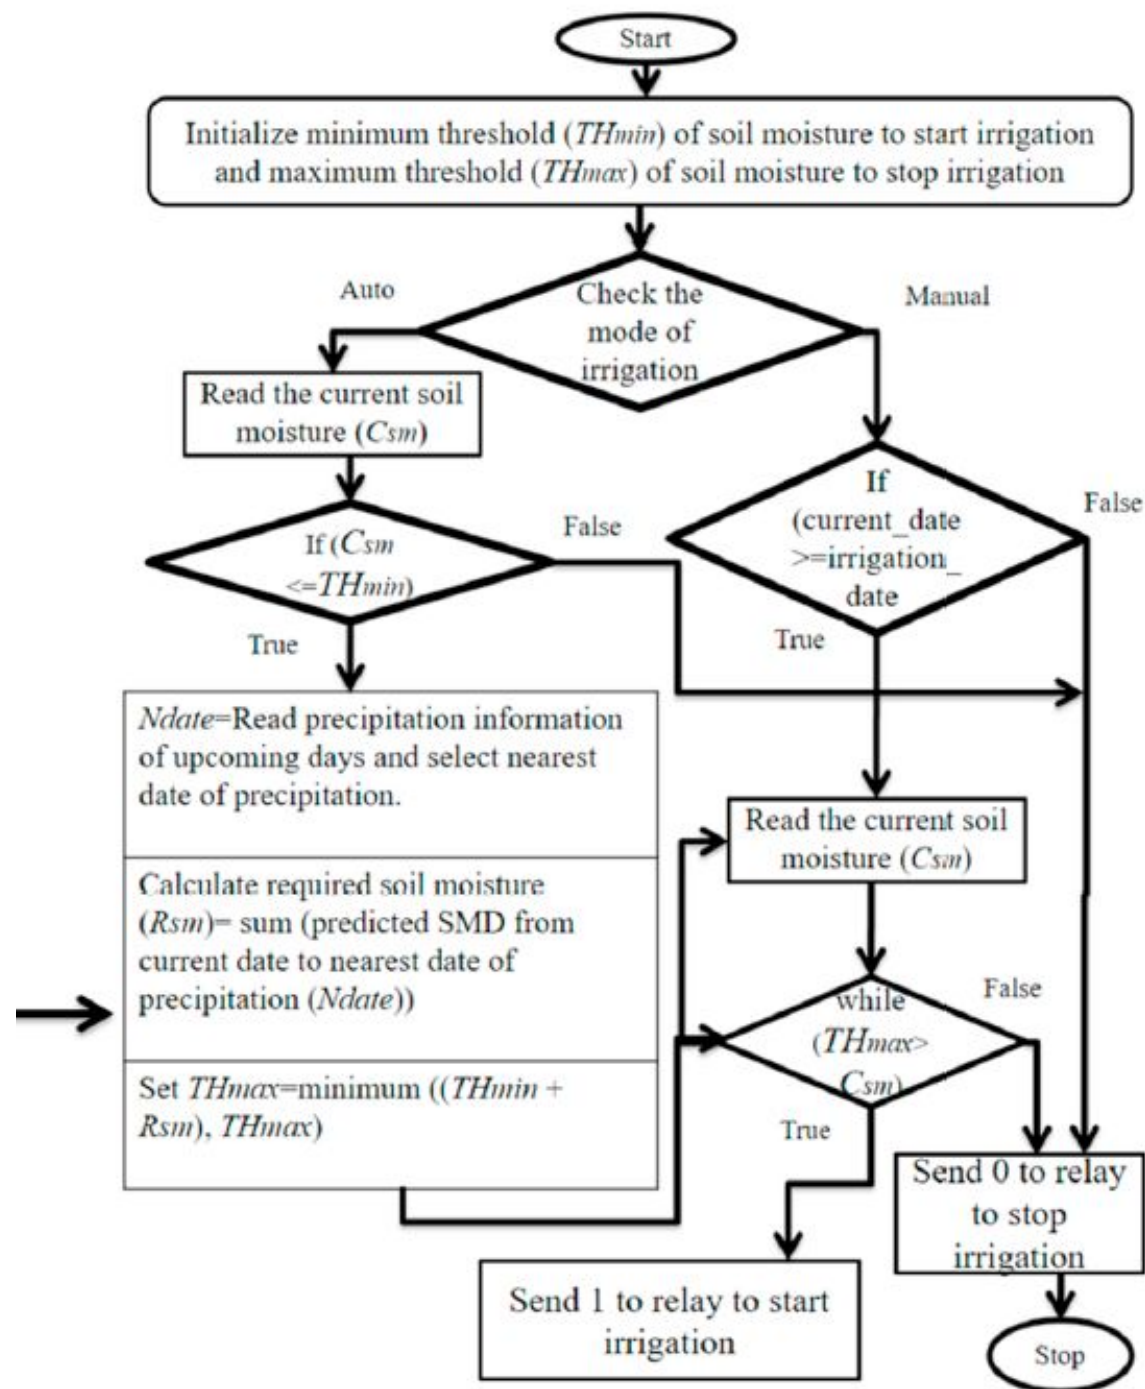 Start
Initialize minimum threshold (THmin) of soil moisture to start irrigation
and maximum threshold (THmax) of soil moisture to stop irrigation
Auto
Check the
mode of
irrigation
Manual
Read the current soil
moisture (Csm)
If (Csm
<=THmin)
False
True
If
(current_date
>=irrigation_
date
False
True
Ndate=Read precipitation information
of upcoming days and select nearest
date of precipitation.
Calculate required soil moisture
(Rsm)= sum (predicted SMD from
current date to nearest date of
precipitation (Ndate))
Set THmax=minimum ((THmin +
Rsm), THmax)
Read the current soil
moisture (Csm)
while
(THmax>
Csm)
False
True
Send 1 to relay to start
irrigation
Send 0 to relay
to stop
irrigation
Stop